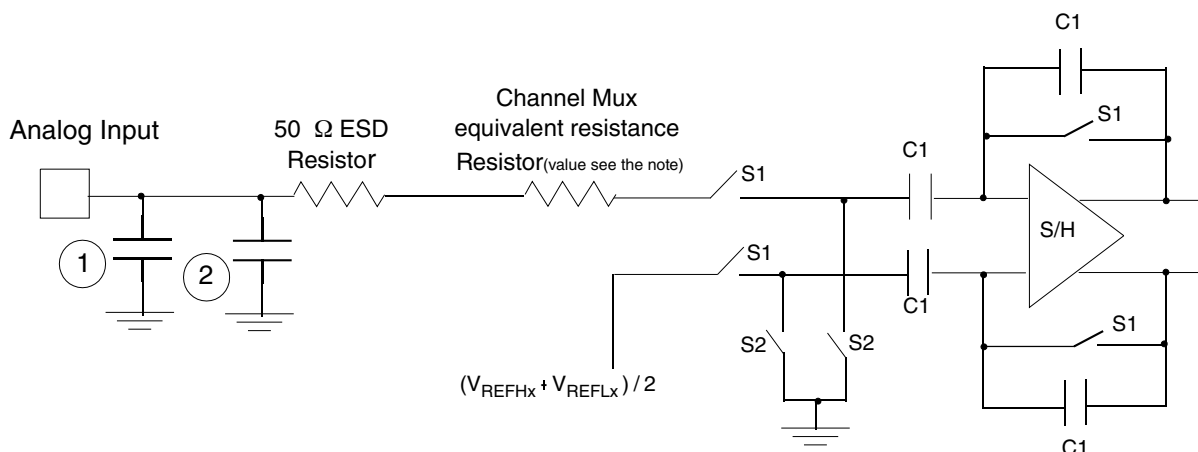 C1
Channel Mux
equivalent resistance
Resistor(value see the note)
Analog Input
50 Ω ESD
Resistor
S1
S1
C1
S/H
1
2
S1
C1
S2
S2
S1
(VREFHx + VREFLx) / 2
C1